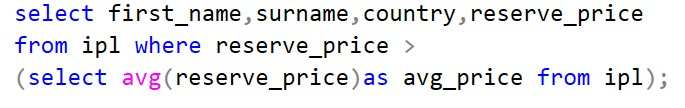 select first_name,surname,country,reserve_price
from ipl where reserve_price >
(select avg(reserve_price)as avg_price from ipl);